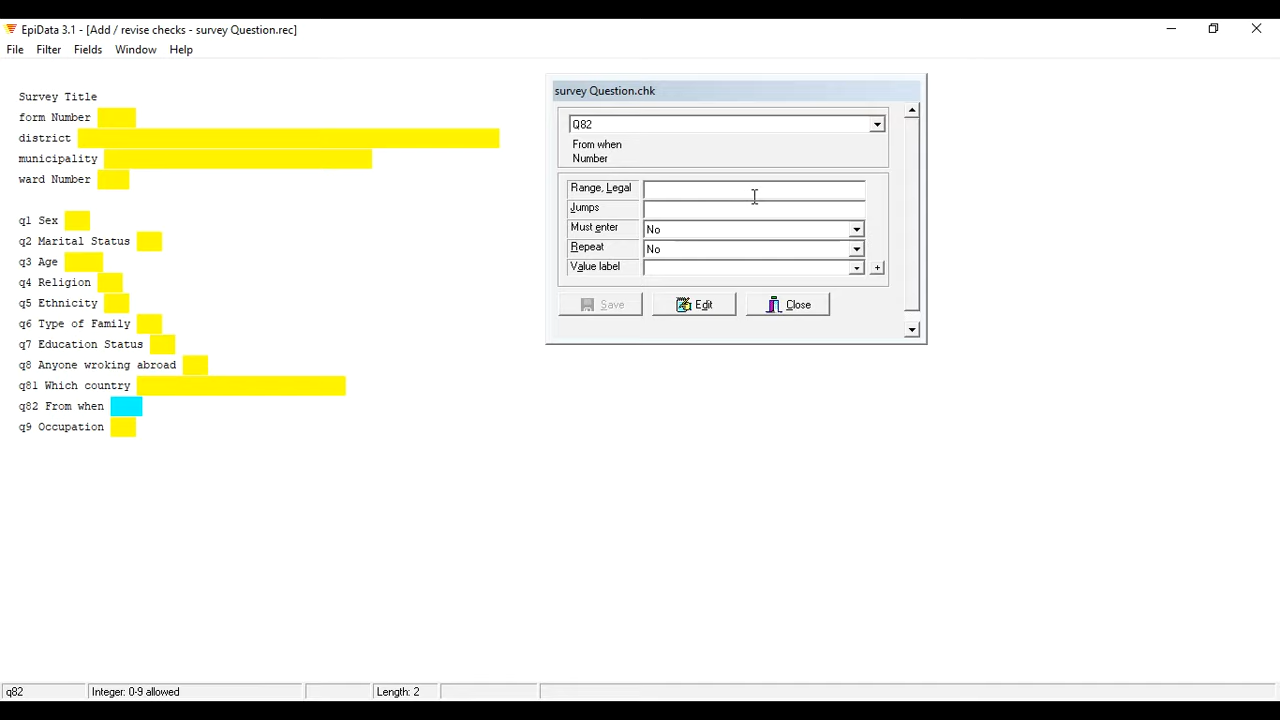 EpiData 3.1 - [Add / revise checks - survey Question.rec]
File Filter Fields Window Help
Survey Title
form Number
district
municipality
ward Number
q1 Sex
q2 Marital Status
q3 Age
q4 Religion
q5 Ethnicity
q6 Type of Family
q7 Education Status
q8 Anyone wroking abroad
q81 Which country
q82 From when
q9 Occupation
survey Question.chk
Q82
From when
Number
Range, Legal
Jumps
Must enter No
Repeat No
Value label +
Save Edit Close
q82 Integer: 0-9 allowed Length: 2